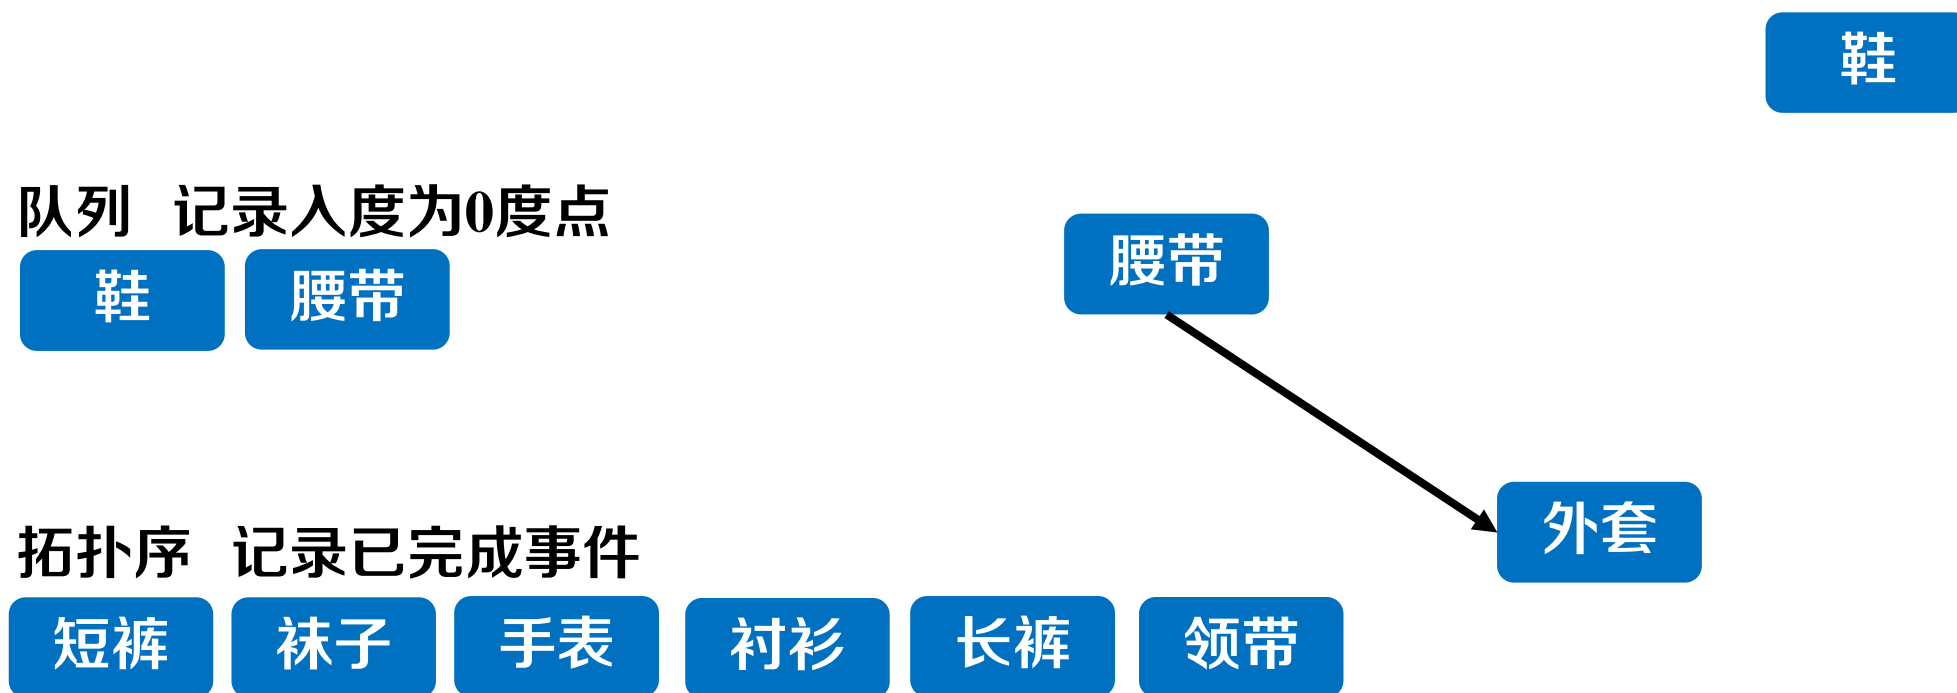 鞋
队列 记录入度为0度点
鞋 腰带
腰带
外套
拓扑序 记录已完成事件
短裤 袜子 手表 衬衫 长裤 领带